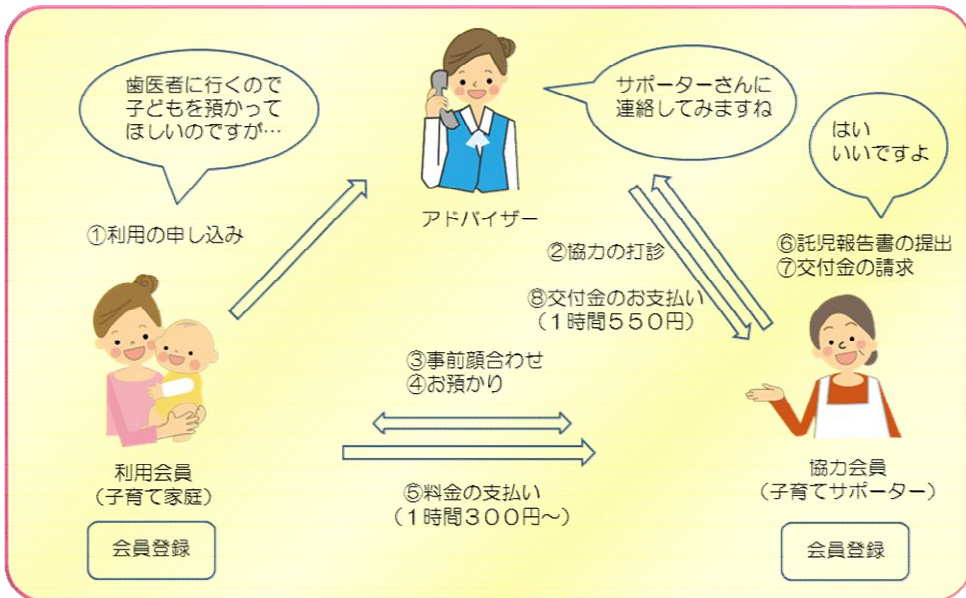 歯医者に行くので
子どもを預かって
ほしいのですが…
サポーターさんに
連絡してみますね
はい
いいですよ
アドバイザー
①利用の申し込み
②協力の打診
⑥託児報告書の提出
⑦交付金の請求
⑧交付金のお支払い
（１時間５５０円）
③事前顔合わせ
④お預かり
利用会員
（子育て家庭）
⑤料金の支払い
（１時間３００円～）
協力会員
（子育てサポーター）
会員登録
会員登録